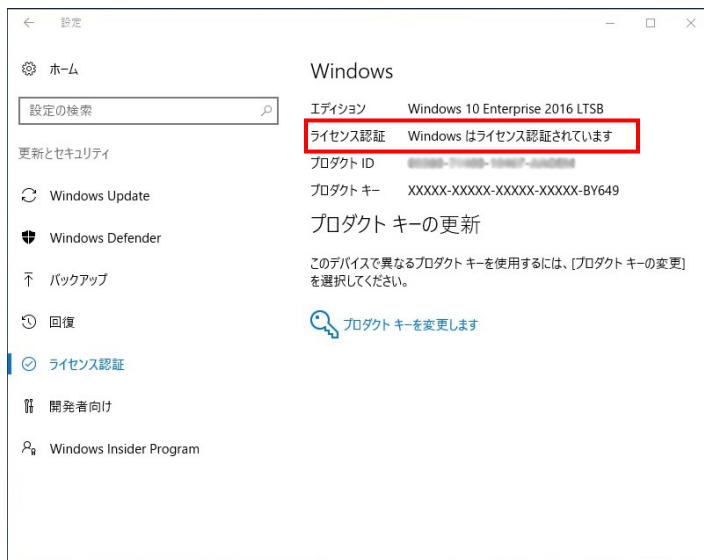 設定
ホーム
設定の検索
更新とセキュリティ
Windows Update
Windows Defender
バックアップ
回復
ライセンス認証
開発者向け
Windows Insider Program
Windows
エディション Windows 10 Enterprise 2016 LTSB
ライセンス認証 Windows はライセンス認証されています
プロダクト ID
プロダクト キー XXXXX-XXXXX-XXXXX-XXXXX-BY649
プロダクト キーの更新
このデバイスで異なるプロダクト キーを使用するには、[プロダクト キーの変更]
を選択してください。
プロダクト キーを変更します